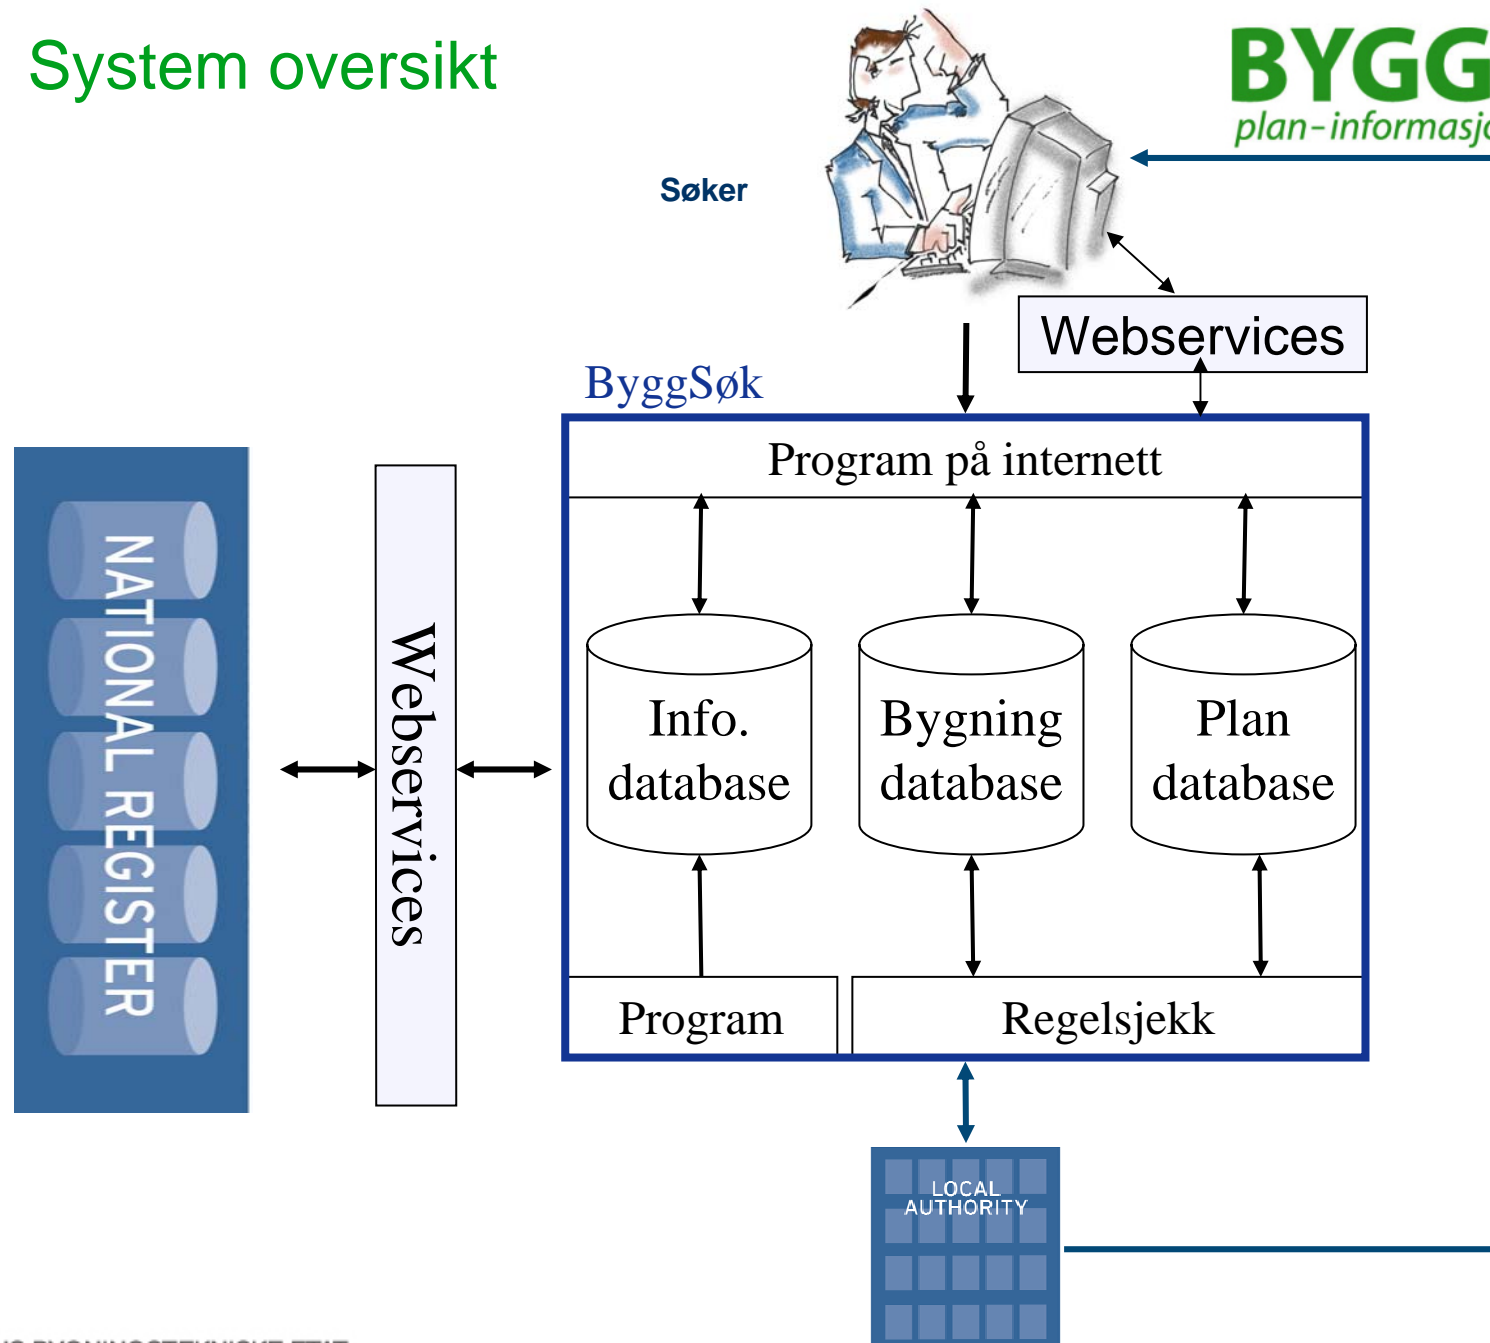 System oversikt
BYGG
plan-informasjo
Søker
Webservices
ByggSøk
Program på internett
NATIONAL REGISTER
Webservices
Info.
database
Bygning
database
Plan
database
Program
Regelsjekk
LOCAL
AUTHORITY